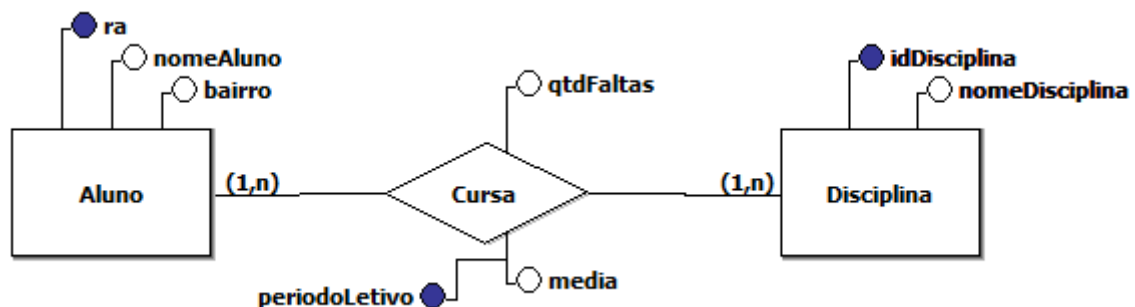 ra
nomeAluno
bairro
Aluno
(1,n)
qtdFaltas
Cursa
periodoLetivo
media
(1,n)
idDisciplina
nomeDisciplina
Disciplina